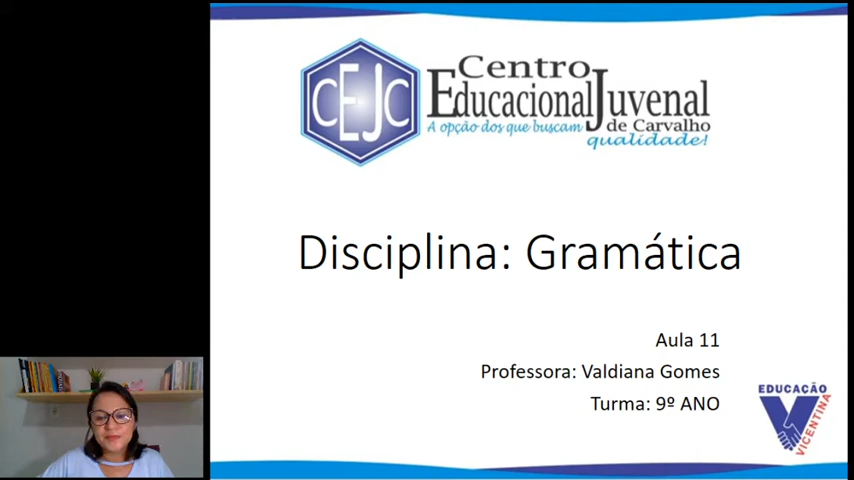 CEJC
Centro
Educacional Juvenal
A opção dos que buscam de Carvalho
qualidade!
Disciplina: Gramática
Aula 11
Professora: Valdiana Gomes
Turma: 9º ANO
EDUCAÇÃO
V
VICENTINA